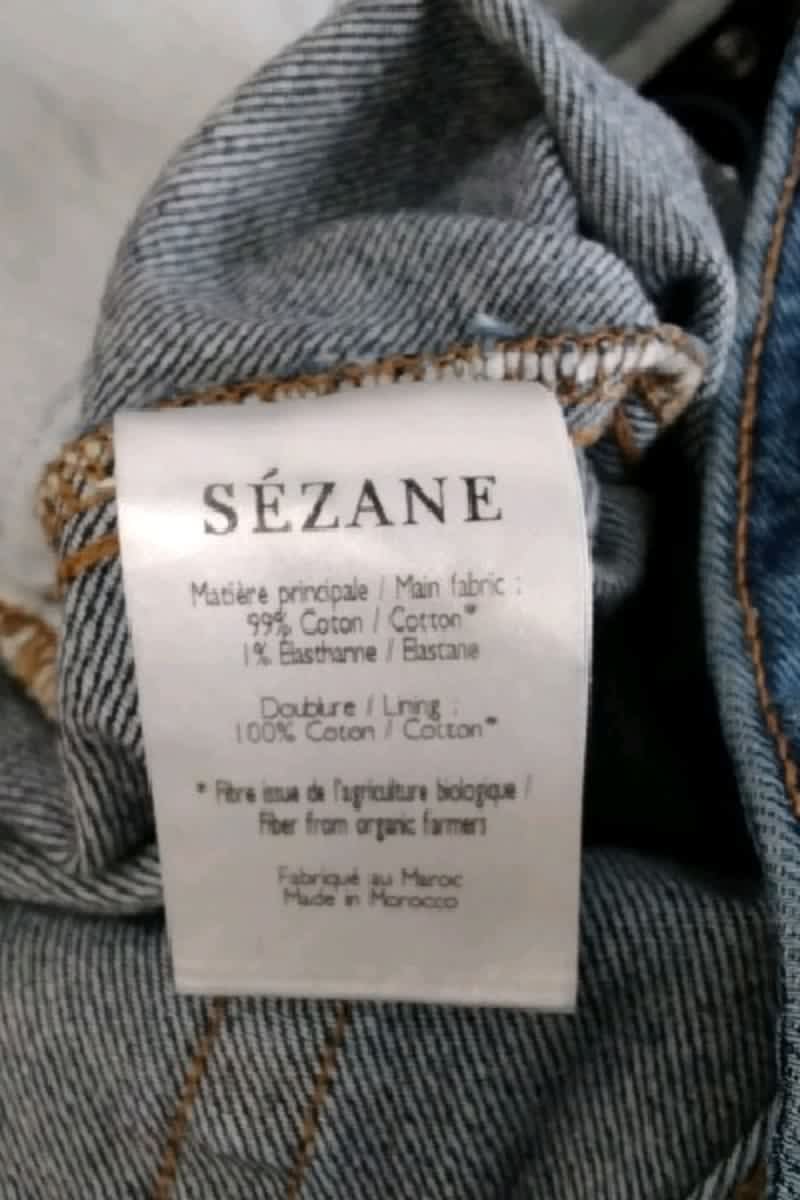 SÉZANE
Matière principale / Main fabric :
99% Coton / Cotton*
1% Élasthanne / Elastane
Doublure / Lining :
100% Coton / Cotton*
* Fibre issue de l'agriculture biologique /
Fiber from organic farmers
Fabriqué au Maroc
Made in Morocco